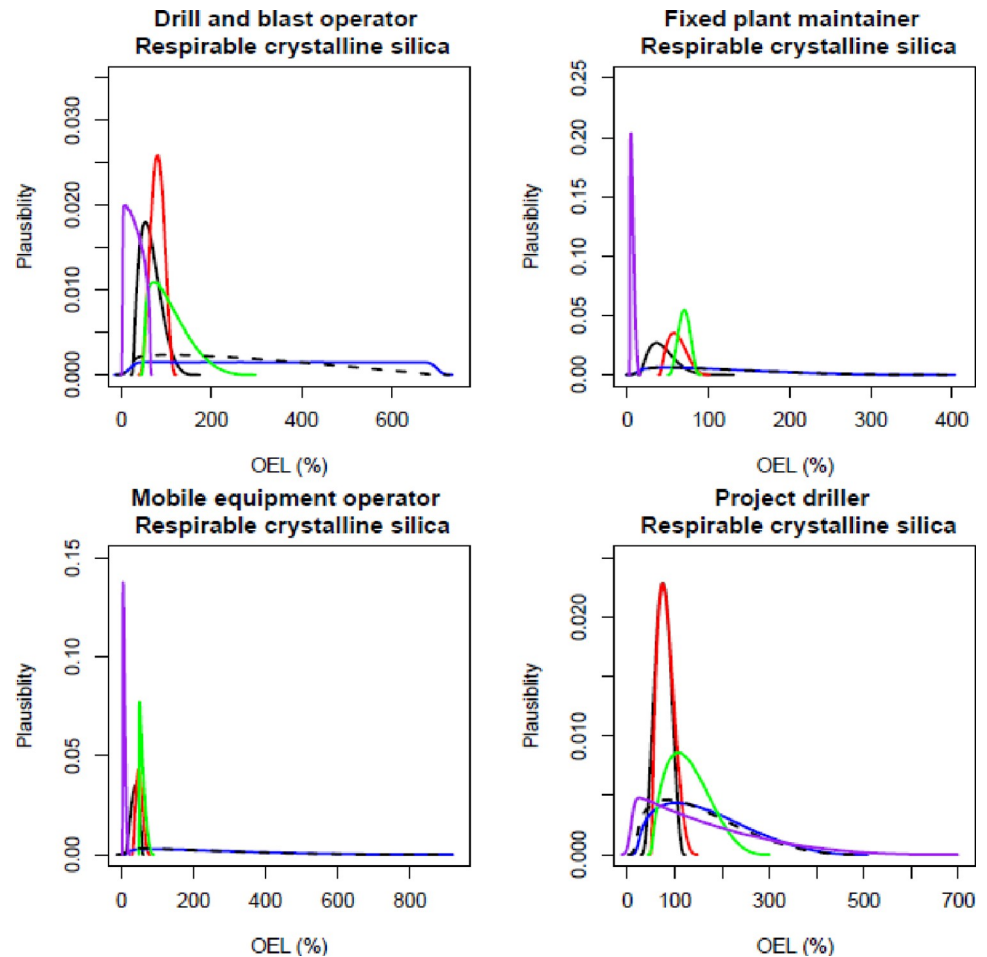 Drill and blast operator
Respirable crystalline silica
Plausiblity
0.030
0.020
0.010
0.000
0 200 400 600
OEL (%)
Fixed plant maintainer
Respirable crystalline silica
Plausiblity
0.25
0.20
0.15
0.10
0.05
0.00
0 100 200 300 400
OEL (%)
Mobile equipment operator
Respirable crystalline silica
Plausiblity
0.15
0.10
0.05
0.00
0 200 400 600 800
OEL (%)
Project driller
Respirable crystalline silica
Plausiblity
0.020
0.010
0.000
0 100 300 500 700
OEL (%)